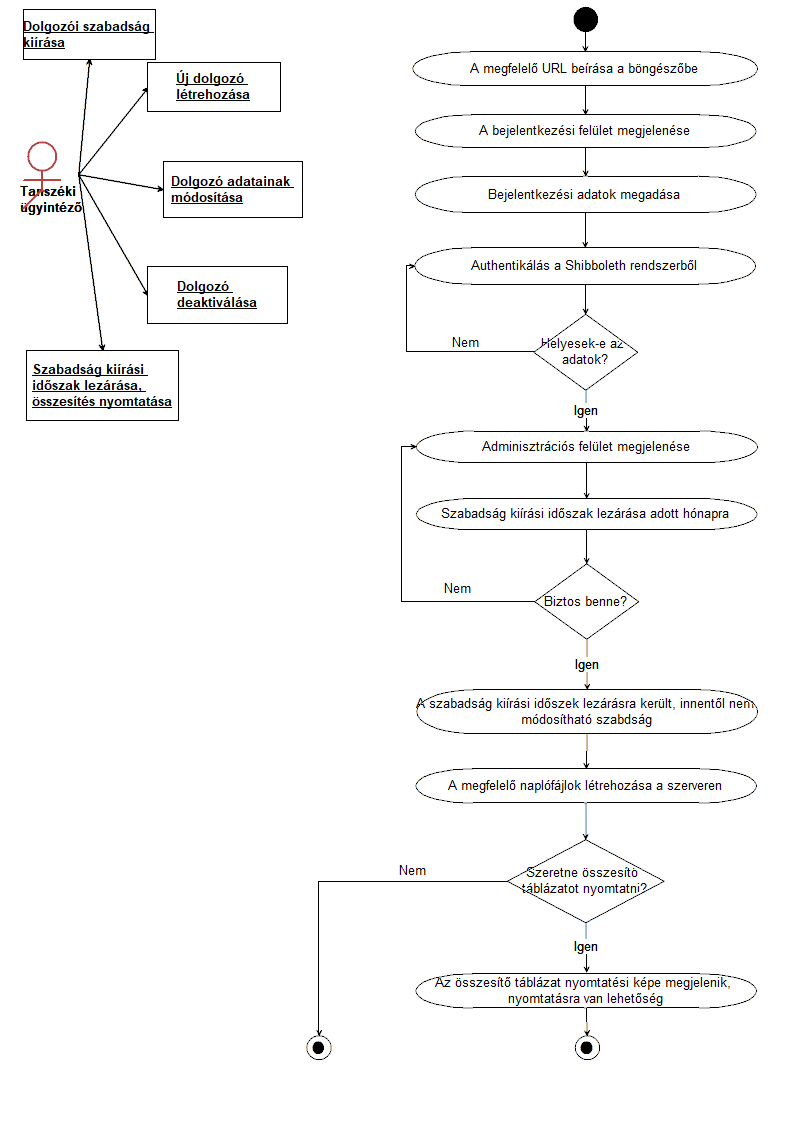 Dolgozói szabadság
kiírása
Új dolgozó
létrehozása
Tanszéki
ügyintéző
Dolgozó adatainak
módosítása
Dolgozó
deaktiválása
Szabadság kiírási
időszak lezárása,
összesítés nyomtatása
A megfelelő URL beírása a böngészőbe
A bejelentkezési felület megjelenése
Bejelentkezési adatok megadása
Authentikálás a Shibboleth rendszerből
Helyesek-e az
adatok?
Nem
Igen
Adminisztrációs felület megjelenése
Szabadság kiírási időszak lezárása adott hónapra
Biztos benne?
Nem
Igen
A szabadság kiírási időszek lezárásra került, innentől nem
módosítható szabdság
A megfelelő naplófájlok létrehozása a szerveren
Szeretne összesítő
táblázatot nyomtatni?
Nem
Igen
Az összesítő táblázat nyomtatési képe megjelenik,
nyomtatásra van lehetőség